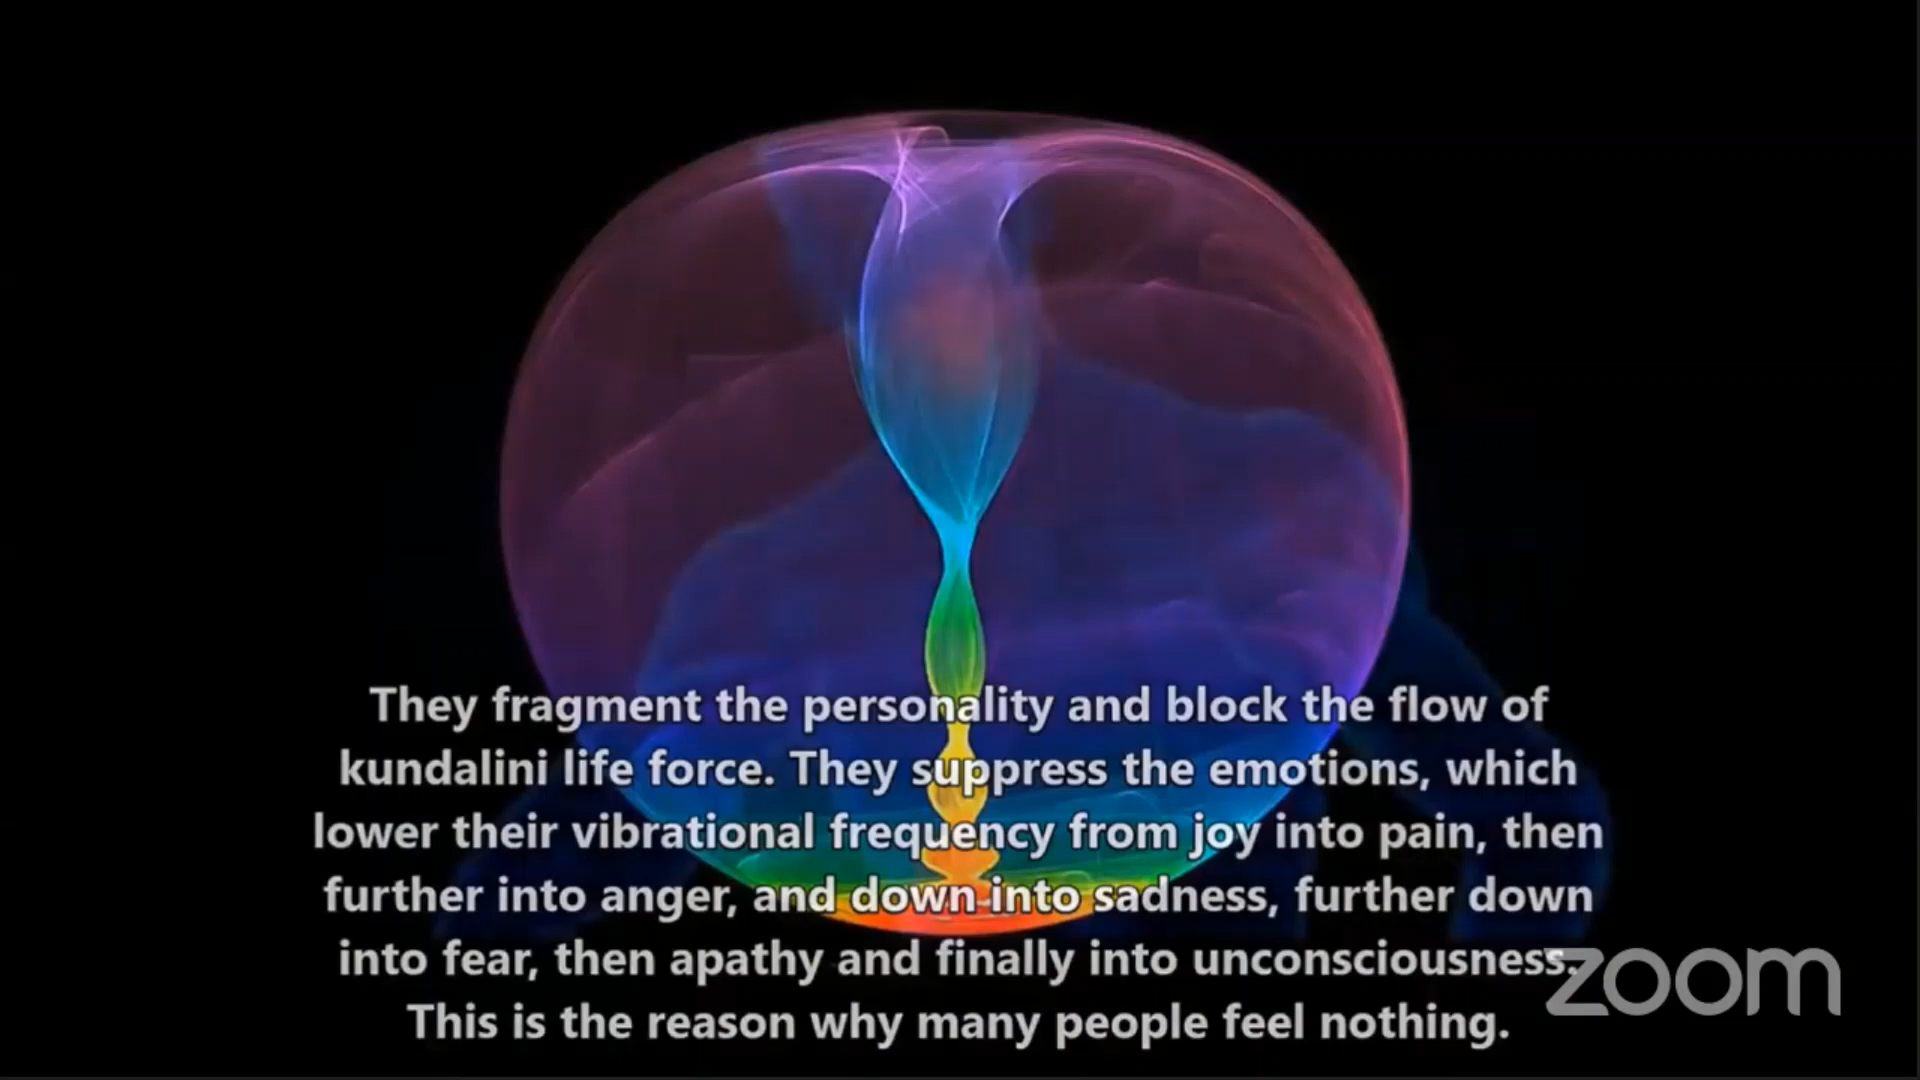 They fragment the personality and block the flow of
kundalini life force. They suppress the emotions, which
lower their vibrational frequency from joy into pain, then
further into anger, and down into sadness, further down
into fear, then apathy and finally into unconsciousness.
This is the reason why many people feel nothing.
zoom